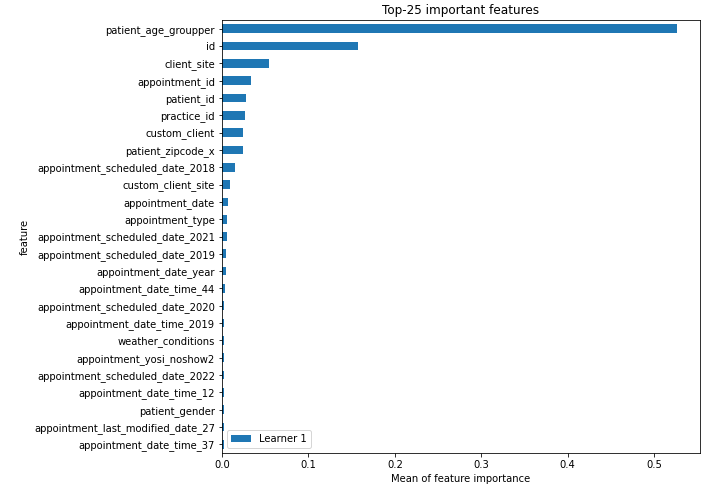 Top-25 important features
patient_age_groupper
id
client_site
appointment_id
patient_id
practice_id
custom_client
patient_zipcode_x
appointment_scheduled_date_2018
custom_client_site
appointment_date
appointment_type
appointment_scheduled_date_2021
appointment_scheduled_date_2019
appointment_date_year
appointment_date_time_44
appointment_scheduled_date_2020
appointment_date_time_2019
weather_conditions
appointment_yosi_noshow2
appointment_scheduled_date_2022
appointment_date_time_12
patient_gender
appointment_last_modified_date_27
appointment_date_time_37
feature
Learner 1
0.0 0.1 0.2 0.3 0.4 0.5
Mean of feature importance